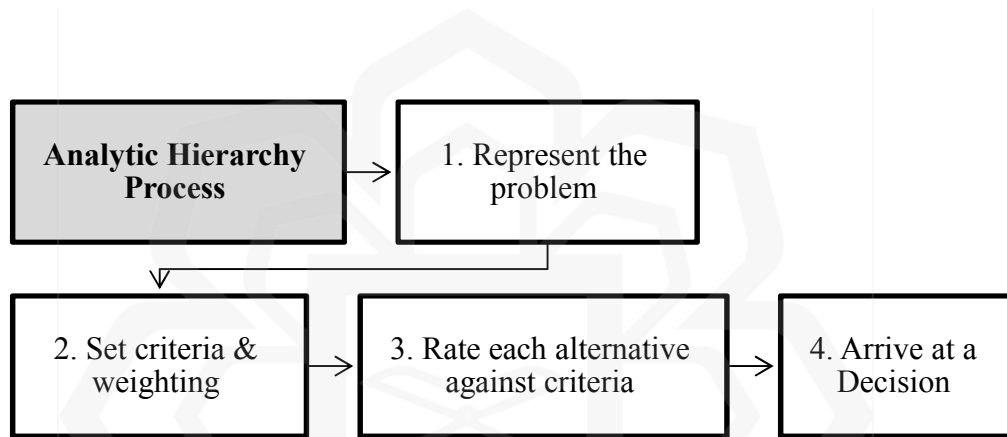 Analytic Hierarchy
Process
1. Represent the
problem
2. Set criteria &
weighting
3. Rate each alternative
against criteria
4. Arrive at a
Decision